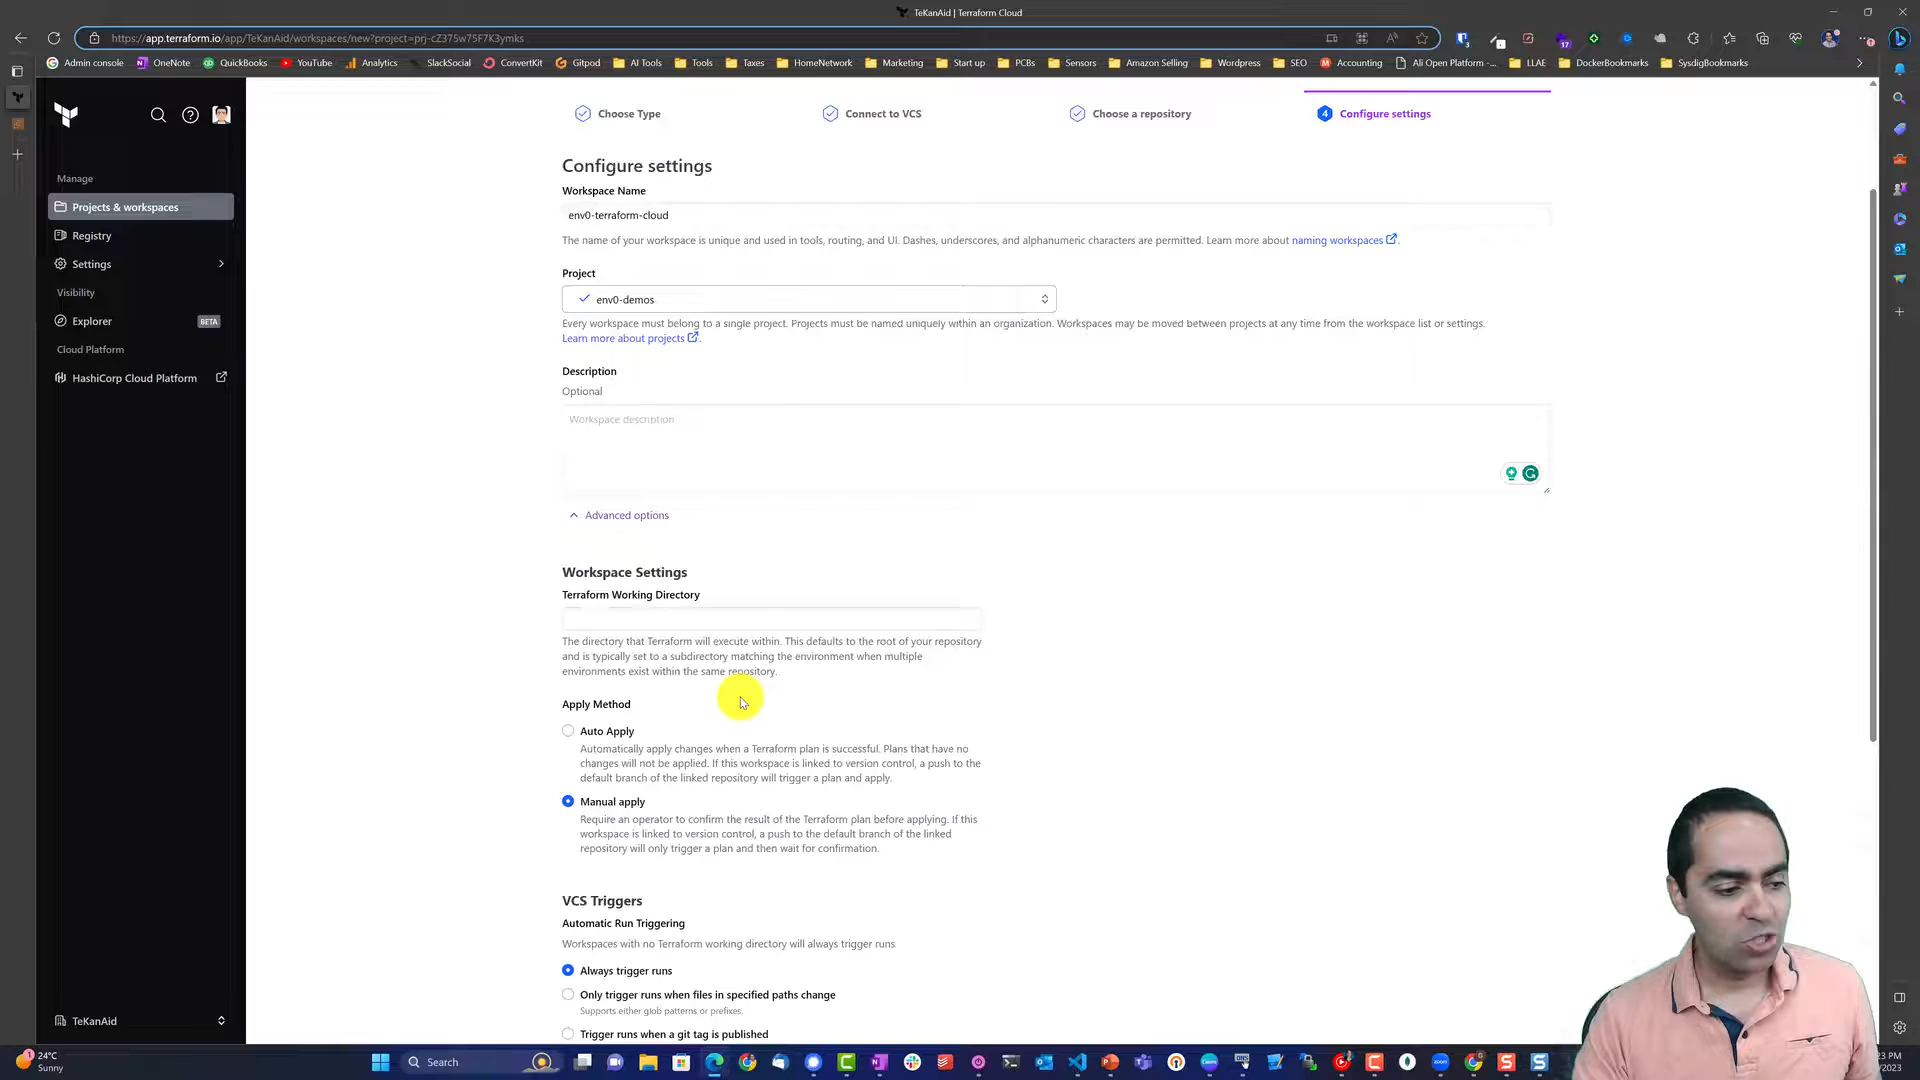 TeKanAid | Terraform Cloud
https://app.terraform.io/app/TeKanAid/workspaces/new?project=prj-cZ375w75F7K3ymks
Admin console
OneNote
QuickBooks
YouTube
Analytics
SlackSocial
ConvertKit
Gitpod
AI Tools
Tools
Taxes
HomeNetwork
Marketing
Start up
PCBs
Sensors
Amazon Selling
Wordpress
SEO
Accounting
Ali Open Platform -...
LLAE
DockerBookmarks
SysdigBookmarks
Manage
Projects & workspaces
Registry
Settings
Visibility
Explorer
BETA
Cloud Platform
HashiCorp Cloud Platform
TeKanAid
Choose Type
Connect to VCS
Choose a repository
4 Configure settings
Configure settings
Workspace Name
env0-terraform-cloud
The name of your workspace is unique and used in tools, routing, and UI. Dashes, underscores, and alphanumeric characters are permitted. Learn more about naming workspaces.
Project
env0-demos
Every workspace must belong to a single project. Projects must be named uniquely within an organization. Workspaces may be moved between projects at any time from the workspace list or settings.
Learn more about projects.
Description
Optional
Workspace description
Advanced options
Workspace Settings
Terraform Working Directory
The directory that Terraform will execute within. This defaults to the root of your repository
and is typically set to a subdirectory matching the environment when multiple
environments exist within the same repository.
Apply Method
Auto Apply
Automatically apply changes when a Terraform plan is successful. Plans that have no
changes will not be applied. If this workspace is linked to version control, a push to the
default branch of the linked repository will trigger a plan and apply.
Manual apply
Require an operator to confirm the result of the Terraform plan before applying. If this
workspace is linked to version control, a push to the default branch of the linked
repository will only trigger a plan and then wait for confirmation.
VCS Triggers
Automatic Run Triggering
Workspaces with no Terraform working directory will always trigger runs
Always trigger runs
Only trigger runs when files in specified paths change
Supports either glob patterns or prefixes.
Trigger runs when a git tag is published
24°C
Sunny
Search
23 PM
/2023